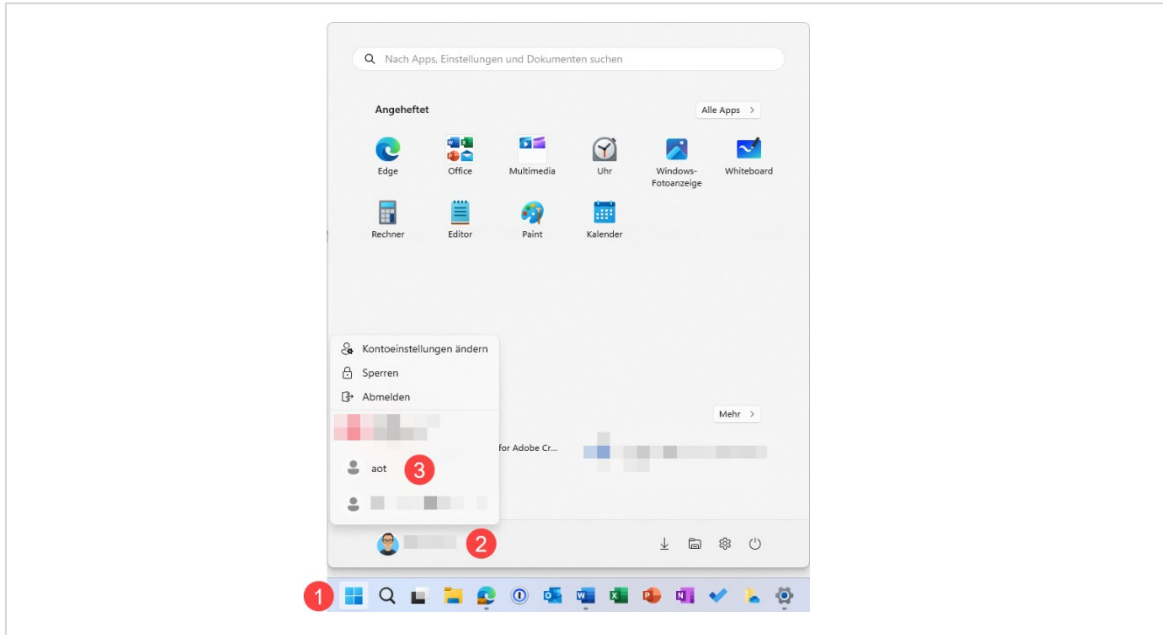 Nach Apps, Einstellungen und Dokumenten suchen
Angeheftet
Alle Apps >
Edge
Office
Multimedia
Uhr
Windows-
Fotoanzeige
Whiteboard
Rechner
Editor
Paint
Kalender
Kontoeinstellungen ändern
Sperren
Abmelden
Mehr >
for Adobe Cr...
aot
3
2
1